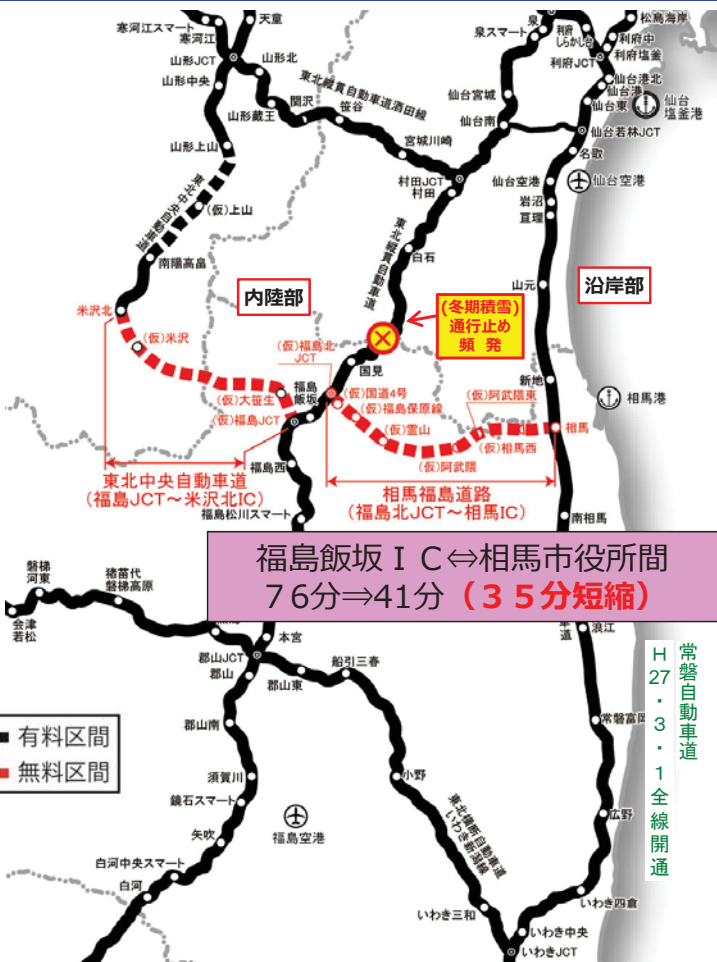 寒河江スマート
寒河江
天童
山形JCT
山形北
山形中央
山形蔵王
関沢
笹谷
東北縦貫自動車道酒田線
宮城川崎
山形上山
(仮)上山
東北中央自動車道
南陽高畠
米沢北
(仮)米沢
内陸部
泉
泉スマート
利府
しらかし台
松島海岸
利府中
利府塩釜
利府JCT
仙台港北
仙台港
仙台東
仙台
塩釜港
仙台宮城
仙台南
仙台若林JCT
名取
仙台空港
仙台空港
岩沼
亘理
村田JCT
村田
東北縦貫自動車道
白石
山元
沿岸部
(冬期積雪)
通行止め
頻 発
(仮)福島北
JCT
国見
新地
相馬港
(仮)大笹生
福島
飯坂
(仮)国道4号
(仮)福島保原線
(仮)霊山
(仮)阿武隈東
(仮)福島JCT
(仮)相馬西
相馬
(仮)阿武隈
福島西
東北中央自動車道
(福島JCT～米沢北IC)
相馬福島道路
(福島北JCT～相馬IC)
福島松川スマート
南相馬
福島飯坂ＩＣ⇔相馬市役所間
７６分⇒41分（３５分短縮）
磐梯
河東
猪苗代
磐梯高原
会津
若松
本宮
郡山JCT
郡山
郡山東
船引三春
車道
浪江
常磐自動車道
H27・3・1全線開通
常磐富岡
有料区間
無料区間
郡山南
須賀川
鏡石スマート
福島空港
矢吹
白河中央スマート
白河
小野
東北横断自動車道
いわき新潟線
広野
いわき三和
いわき四倉
いわき中央
いわきJCT